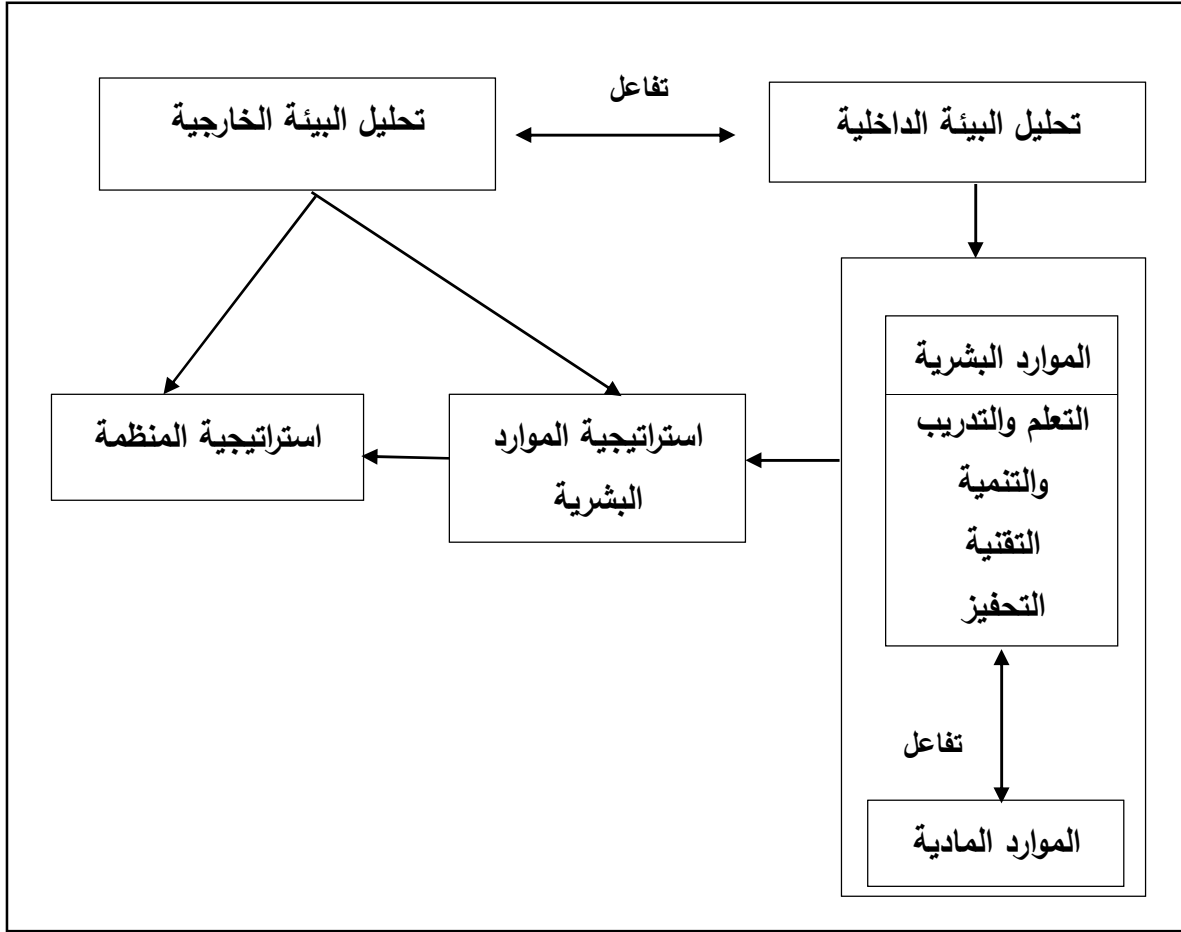 تفاعل
تحليل البيئة الداخلية
تحليل البيئة الخارجية
الموارد البشرية
التعلم والتدريب
والتنمية
التقنية
التحفيز
استراتيجية الموارد
البشرية
استراتيجية المنظمة
تفاعل
الموارد المادية